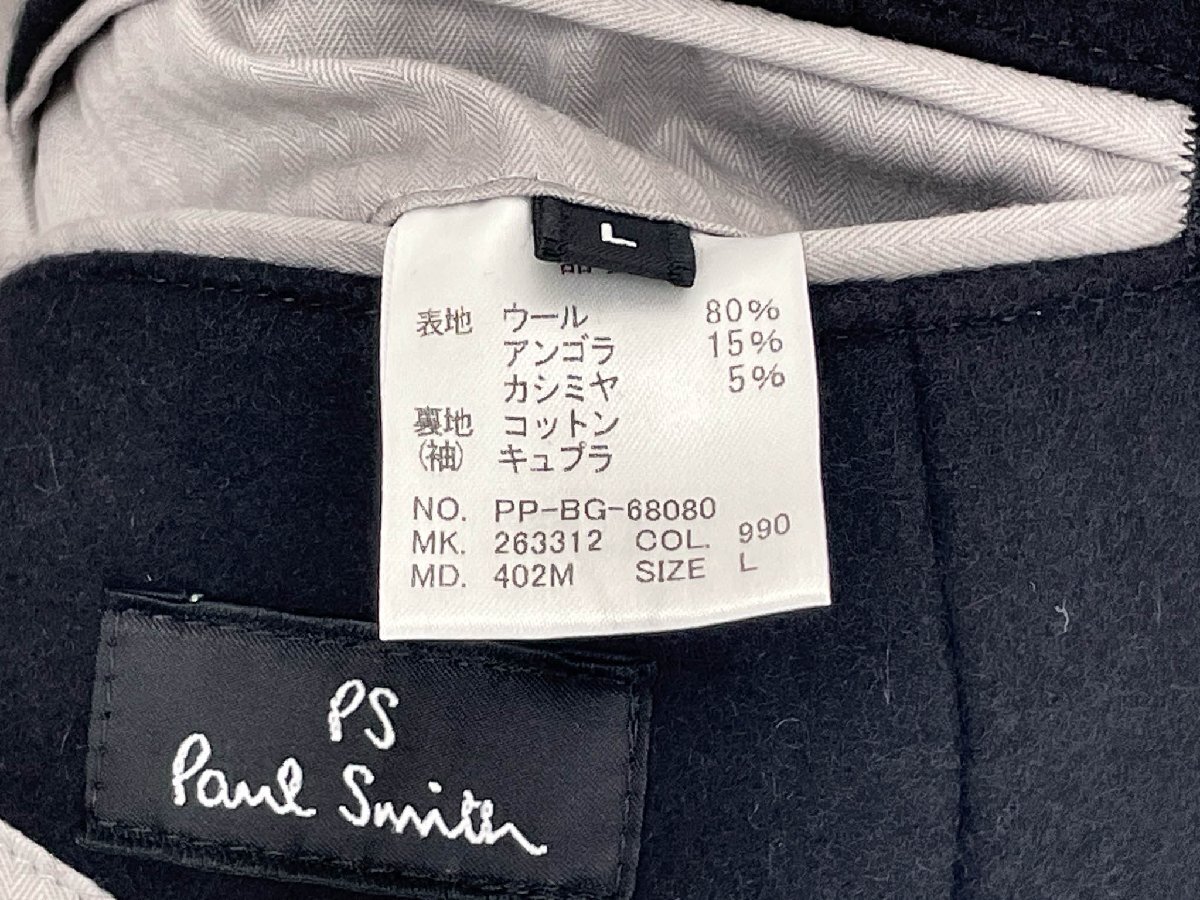 L
表地 ウール 80%
アンゴラ 15%
カシミヤ 5%
裏地 コットン
(袖) キュプラ
NO. PP-BG-68080
MK. 263312 COL. 990
MD. 402M SIZE L
PS
Paul Smith